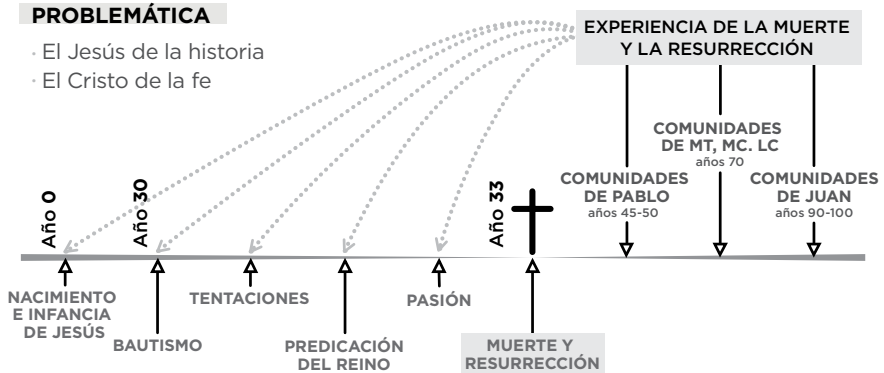 PROBLEMÁTICA
· El Jesús de la historia
· El Cristo de la fe
EXPERIENCIA DE LA MUERTE
Y LA RESURRECCIÓN
COMUNIDADES
DE MT, MC. LC
años 70
COMUNIDADES
DE PABLO
años 45-50
COMUNIDADES
DE JUAN
años 90-100
Año 0
Año 30
Año 33
NACIMIENTO
E INFANCIA
DE JESÚS
BAUTISMO
TENTACIONES
PREDICACIÓN
DEL REINO
PASIÓN
MUERTE Y
RESURRECCIÓN